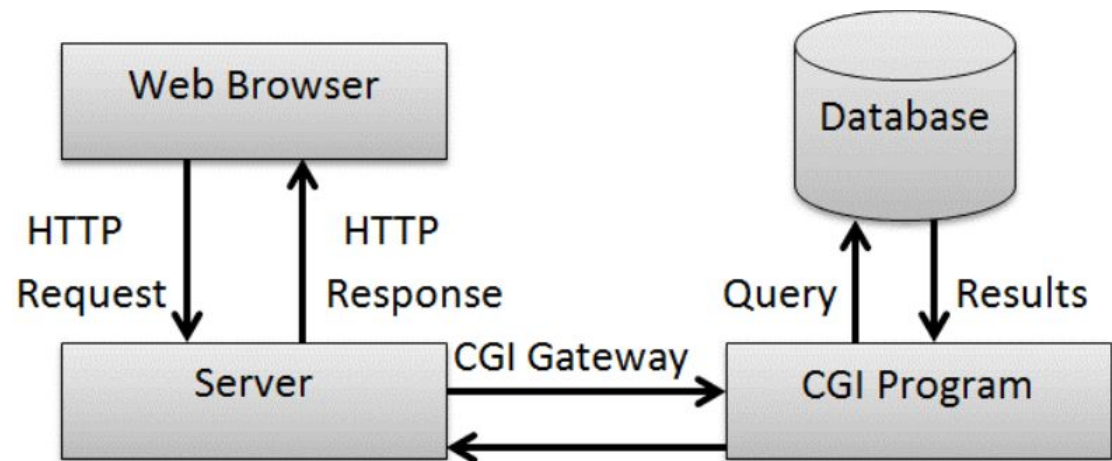 Web Browser
Database
HTTP
Request
HTTP
Response
Query
Results
Server
CGI Gateway
CGI Program